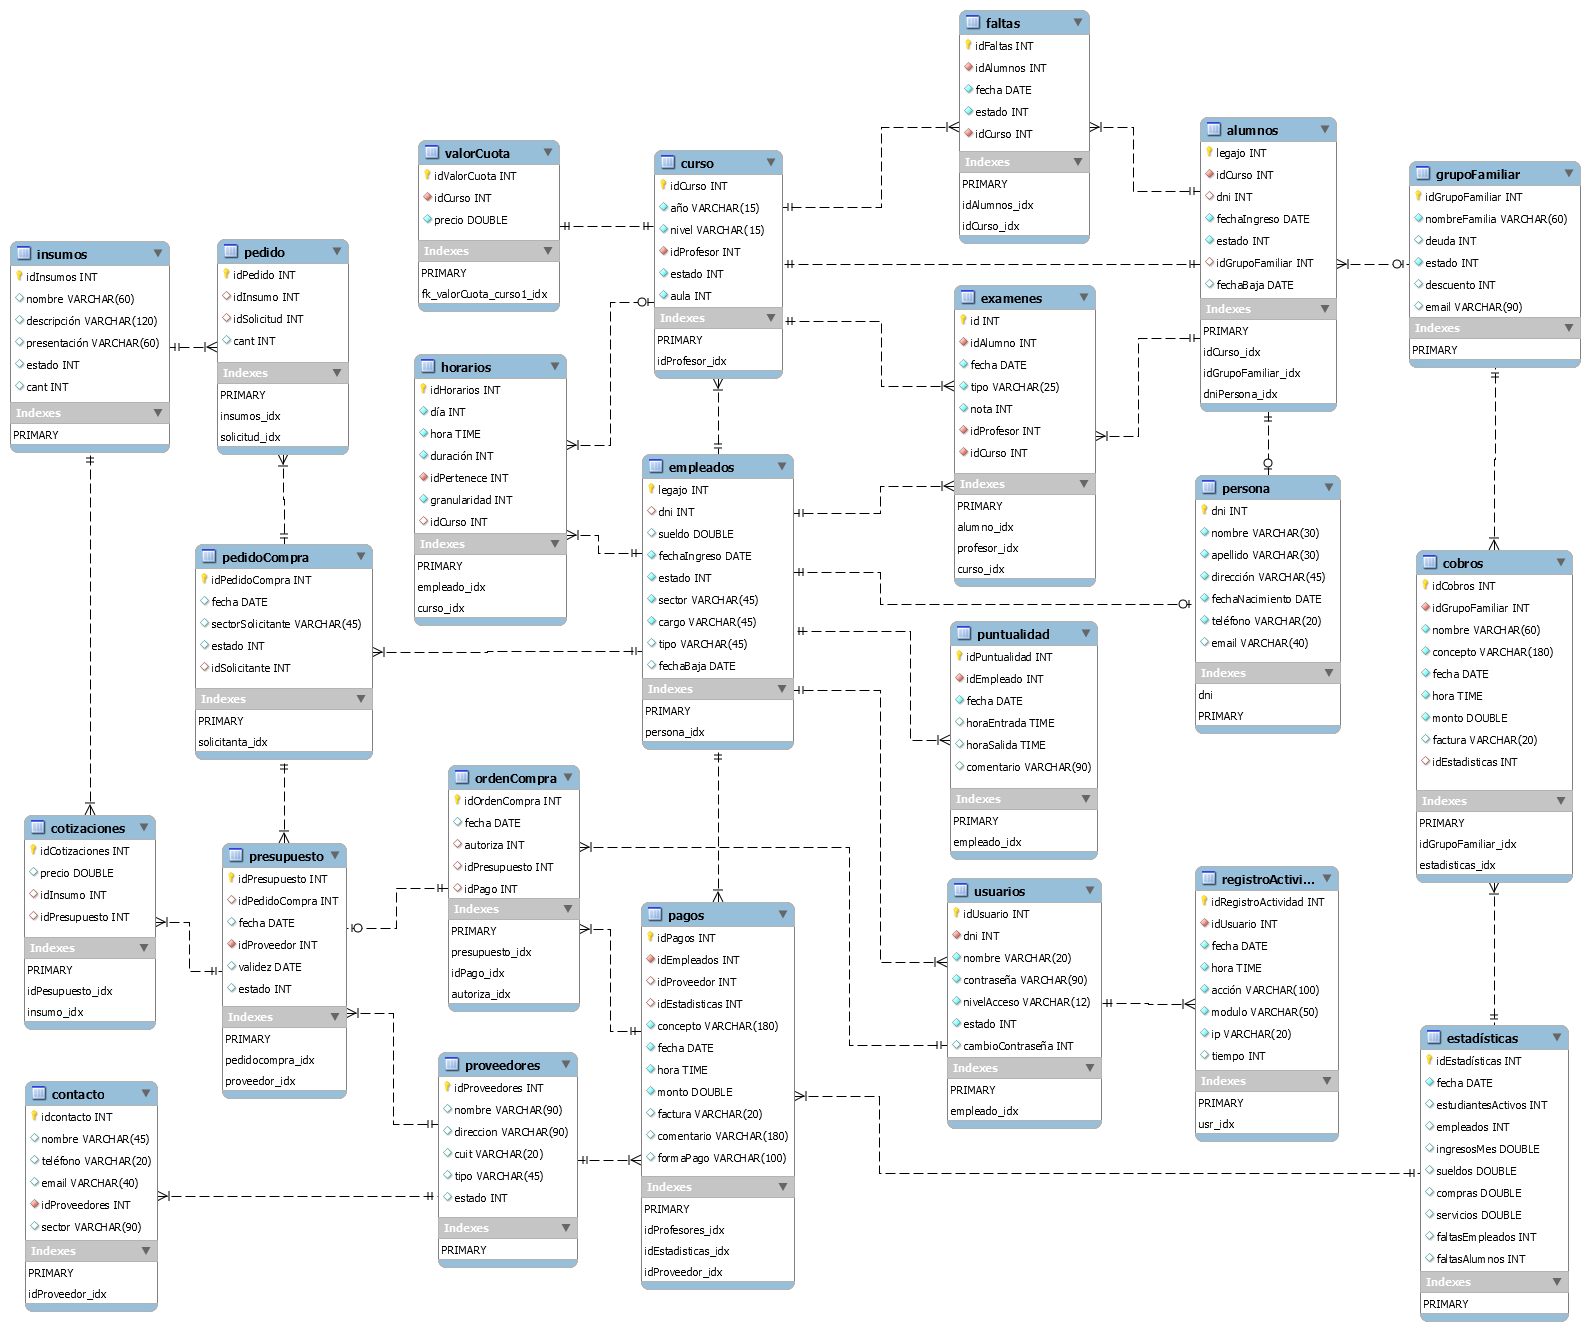 faltas
idFaltas INT
idAlumnos INT
fecha DATE
estado INT
idCurso INT
Indexes
PRIMARY
idAlumnos_idx
idCurso_idx
alumnos
legajo INT
idCurso INT
dni INT
fechaIngreso DATE
estado INT
idGrupoFamiliar INT
fechaBaja DATE
Indexes
PRIMARY
idCurso_idx
idGrupoFamiliar_idx
dniPersona_idx
valorCuota
idValorCuota INT
idCurso INT
precio DOUBLE
Indexes
PRIMARY
fk_valorCuota_curso1_idx
curso
idCurso INT
año VARCHAR(15)
nivel VARCHAR(15)
idProfesor INT
estado INT
aula INT
Indexes
PRIMARY
idProfesor_idx
grupoFamiliar
idGrupoFamiliar INT
nombreFamilia VARCHAR(60)
deuda INT
estado INT
descuento INT
email VARCHAR(90)
Indexes
PRIMARY
insumos
idInsumos INT
nombre VARCHAR(60)
descripción VARCHAR(120)
presentación VARCHAR(60)
estado INT
cant INT
Indexes
PRIMARY
pedido
idPedido INT
idInsumo INT
idSolicitud INT
cant INT
Indexes
PRIMARY
insumos_idx
solicitud_idx
examenes
id INT
idAlumno INT
fecha DATE
tipo VARCHAR(25)
nota INT
idProfesor INT
idCurso INT
Indexes
PRIMARY
alumno_idx
profesor_idx
curso_idx
horarios
idHorarios INT
día INT
hora TIME
duración INT
idPertenece INT
granularidad INT
idCurso INT
Indexes
PRIMARY
empleado_idx
curso_idx
empleados
legajo INT
dni INT
sueldo DOUBLE
fechaIngreso DATE
estado INT
sector VARCHAR(45)
cargo VARCHAR(45)
tipo VARCHAR(45)
fechaBaja DATE
Indexes
PRIMARY
persona_idx
persona
dni INT
nombre VARCHAR(30)
apellido VARCHAR(30)
dirección VARCHAR(45)
fechaNacimiento DATE
teléfono VARCHAR(20)
email VARCHAR(40)
Indexes
dni
PRIMARY
pedidoCompra
idPedidoCompra INT
fecha DATE
sectorSolicitante VARCHAR(45)
estado INT
idSolicitante INT
Indexes
PRIMARY
solicitanta_idx
cobros
idCobros INT
idGrupoFamiliar INT
nombre VARCHAR(60)
concepto VARCHAR(180)
fecha DATE
hora TIME
monto DOUBLE
factura VARCHAR(20)
idEstadisticas INT
Indexes
PRIMARY
idGrupoFamiliar_idx
estadisticas_idx
puntualidad
idPuntualidad INT
idEmpleado INT
fecha DATE
horaEntrada TIME
horaSalida TIME
comentario VARCHAR(90)
Indexes
PRIMARY
empleado_idx
ordenCompra
idOrdenCompra INT
fecha DATE
autoriza INT
idPresupuesto INT
idPago INT
Indexes
PRIMARY
presupuesto_idx
idPago_idx
autoriza_idx
cotizaciones
idCotizaciones INT
precio DOUBLE
idInsumo INT
idPresupuesto INT
Indexes
PRIMARY
idPesupuesto_idx
insumo_idx
presupuesto
idPresupuesto INT
idPedidoCompra INT
fecha DATE
idProveedor INT
validez DATE
estado INT
Indexes
PRIMARY
pedidocompra_idx
proveedor_idx
registroActivi...
idRegistroActividad INT
idUsuario INT
fecha DATE
hora TIME
acción VARCHAR(100)
modulo VARCHAR(50)
ip VARCHAR(20)
tiempo INT
Indexes
PRIMARY
usr_idx
usuarios
idUsuario INT
dni INT
nombre VARCHAR(20)
contraseña VARCHAR(90)
nivelAcceso VARCHAR(12)
estado INT
cambioContraseña INT
Indexes
PRIMARY
empleado_idx
pagos
idPagos INT
idEmpleados INT
idProveedor INT
idEstadisticas INT
concepto VARCHAR(180)
fecha DATE
hora TIME
monto DOUBLE
factura VARCHAR(20)
comentario VARCHAR(180)
formaPago VARCHAR(100)
Indexes
PRIMARY
idProfesores_idx
idEstadisticas_idx
idProveedor_idx
estadísticas
idEstadísticas INT
fecha DATE
estudiantesActivos INT
empleados INT
ingresosMes DOUBLE
sueldos DOUBLE
compras DOUBLE
servicios DOUBLE
faltasEmpleados INT
faltasAlumnos INT
Indexes
PRIMARY
proveedores
idProveedores INT
nombre VARCHAR(90)
direccion VARCHAR(90)
cuit VARCHAR(20)
tipo VARCHAR(45)
estado INT
Indexes
PRIMARY
contacto
idcontacto INT
nombre VARCHAR(45)
teléfono VARCHAR(20)
email VARCHAR(40)
idProveedores INT
sector VARCHAR(90)
Indexes
PRIMARY
idProveedor_idx